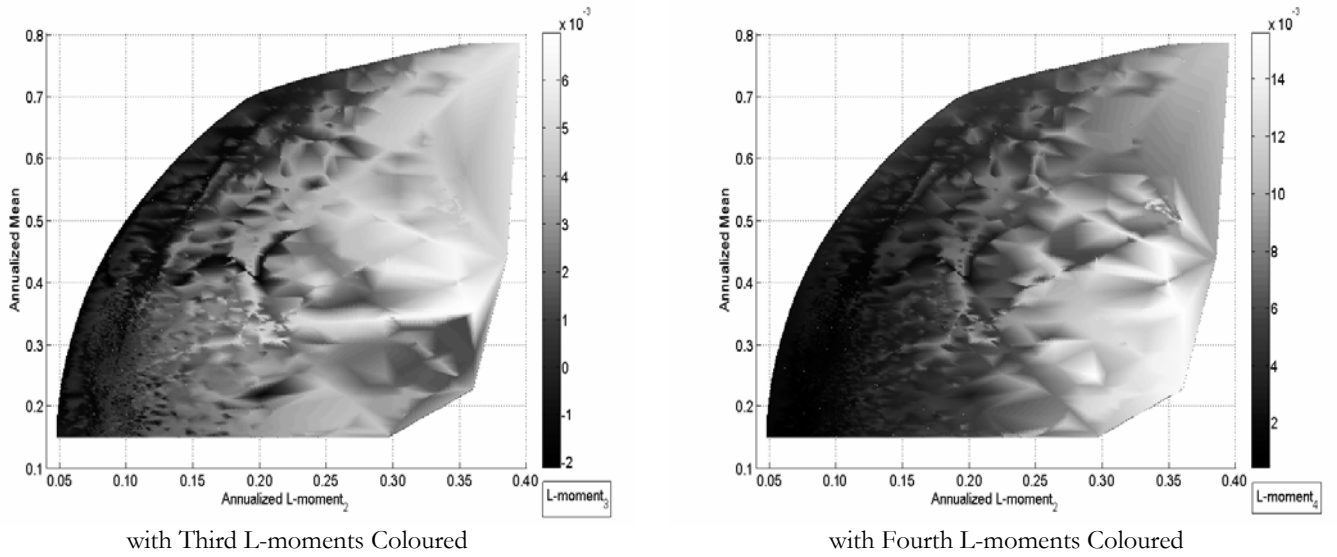 x 10⁻³
0.8
0.7
0.6
0.5
0.4
0.3
0.2
0.1
Annualized Mean
0.05 0.10 0.15 0.20 0.25 0.30 0.35 0.40
Annualized L-moment₂
6
5
4
3
2
1
0
-1
-2
L-moment₃
with Third L-moments Coloured
x 10⁻³
0.8
0.7
0.6
0.5
0.4
0.3
0.2
0.1
Annualized Mean
0.05 0.10 0.15 0.20 0.25 0.30 0.35 0.40
Annualized L-moment₂
14
12
10
8
6
4
2
L-moment₄
with Fourth L-moments Coloured